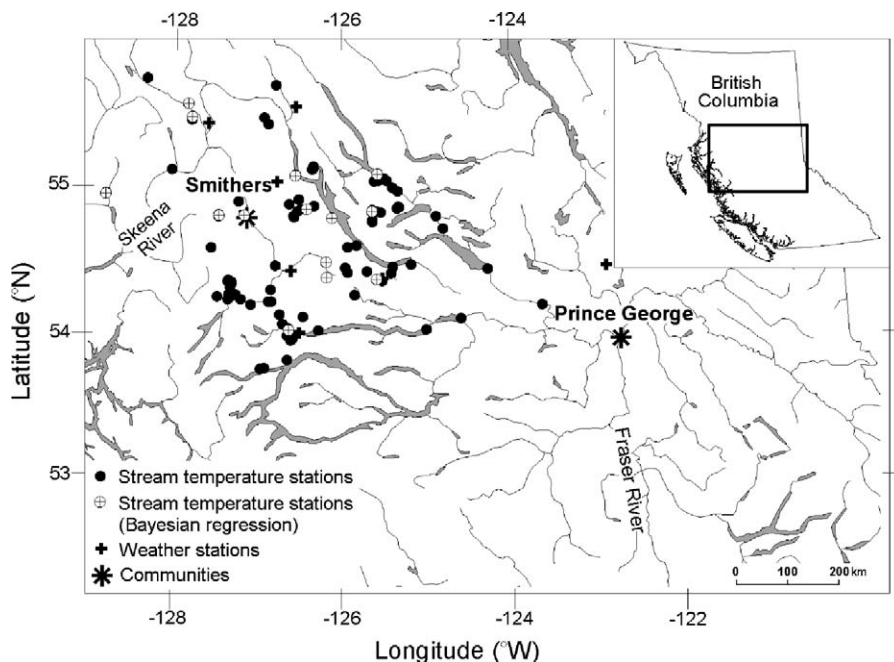 -128 -126 -124
British
Columbia
55
Smithers
Skeena
River
54
Prince George
Latitude (°N)
53
Fraser River
Stream temperature stations
Stream temperature stations
(Bayesian regression)
Weather stations
Communities
0 100 200 km
-128 -126 -124 -122
Longitude (°W)